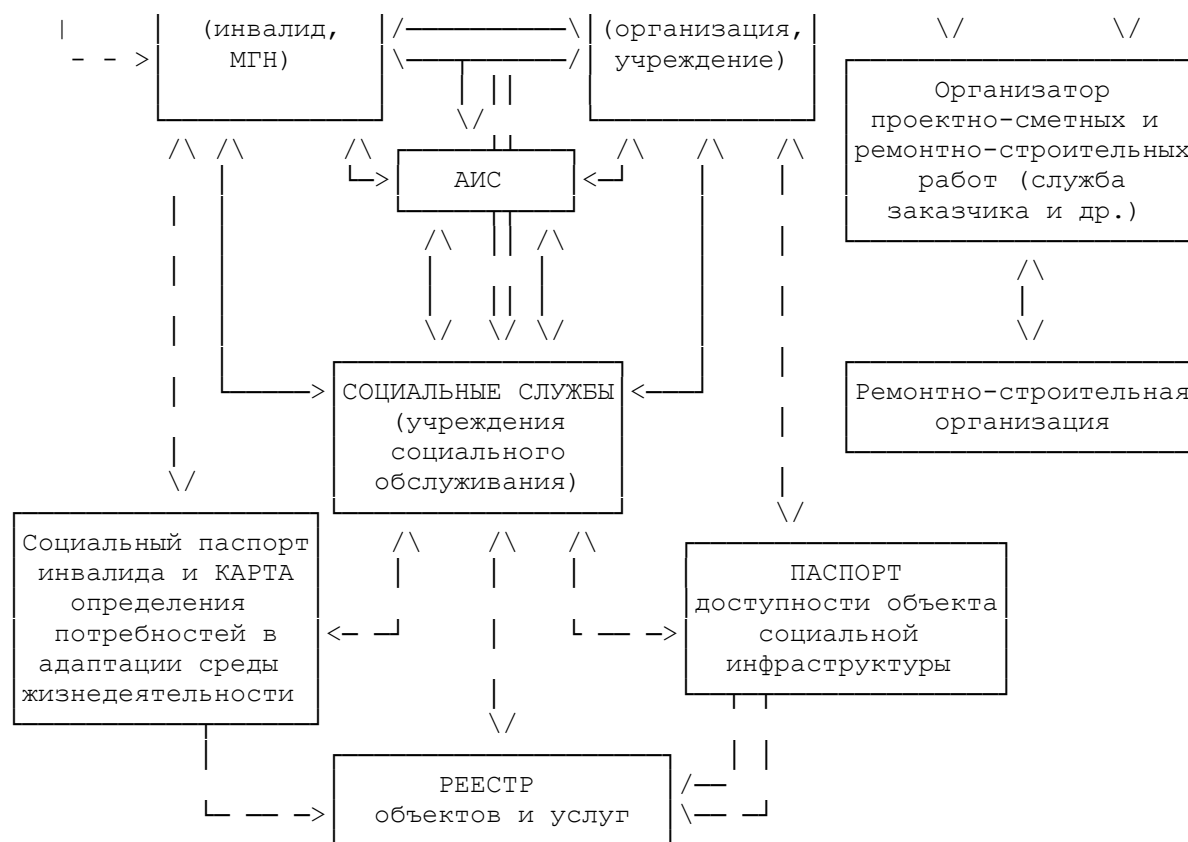 (инвалид,
МГН)
(организация,
учреждение)
Организатор
проектно-сметных и
ремонтно-строительных
работ (служба
заказчика и др.)
АИС
СОЦИАЛЬНЫЕ СЛУЖБЫ
(учреждения
социального
обслуживания)
Ремонтно-строительная
организация
Социальный паспорт
инвалида и КАРТА
определения
потребностей в
адаптации среды
жизнедеятельности
ПАСПОРТ
доступности объекта
социальной
инфраструктуры
РЕЕСТР
объектов и услуг